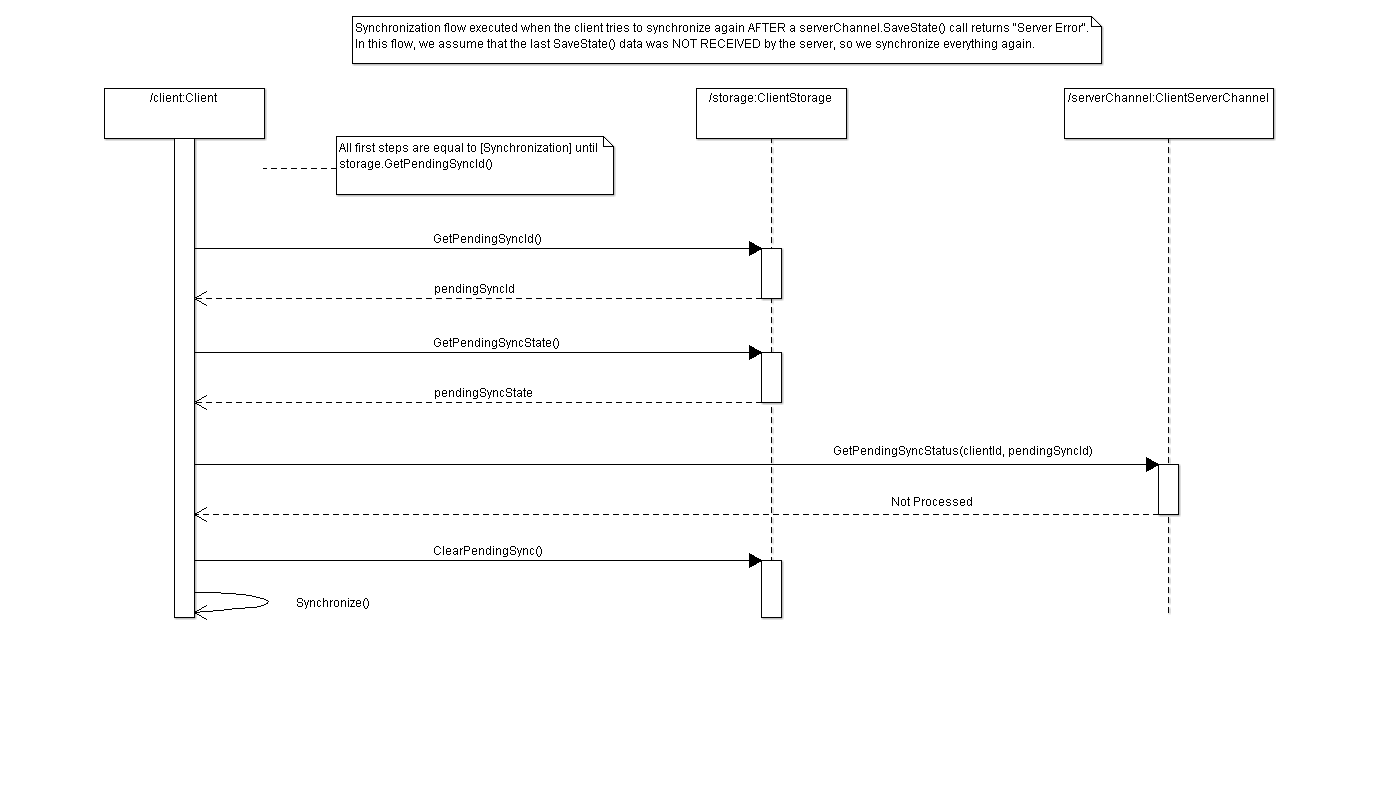 Synchronization flow executed when the client tries to synchronize again AFTER a serverChannel.SaveState() call returns "Server Error".
In this flow, we assume that the last SaveState() data was NOT RECEIVED by the server, so we synchronize everything again.
/client:Client
/storage:ClientStorage
/serverChannel:ClientServerChannel
All first steps are equal to [Synchronization] until
storage.GetPendingSyncId()
GetPendingSyncId()
pendingSyncId
GetPendingSyncState()
pendingSyncState
GetPendingSyncStatus(clientId, pendingSyncId)
Not Processed
ClearPendingSync()
Synchronize()